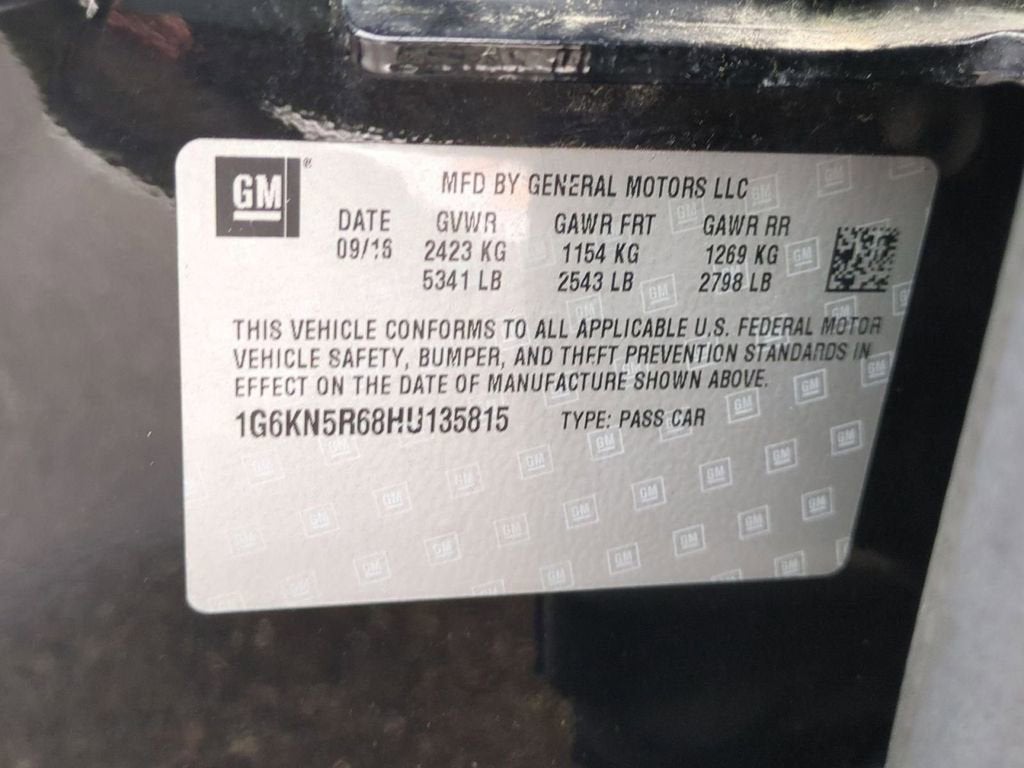 GM®
MFD BY GENERAL MOTORS LLC
DATE GVWR GAWR FRT GAWR RR
09/16 2423 KG 1154 KG 1269 KG
5341 LB 2543 LB 2798 LB
THIS VEHICLE CONFORMS TO ALL APPLICABLE U.S. FEDERAL MOTOR
VEHICLE SAFETY, BUMPER, AND THEFT PREVENTION STANDARDS IN
EFFECT ON THE DATE OF MANUFACTURE SHOWN ABOVE.
1G6KN5R68HU135815 TYPE: PASS CAR